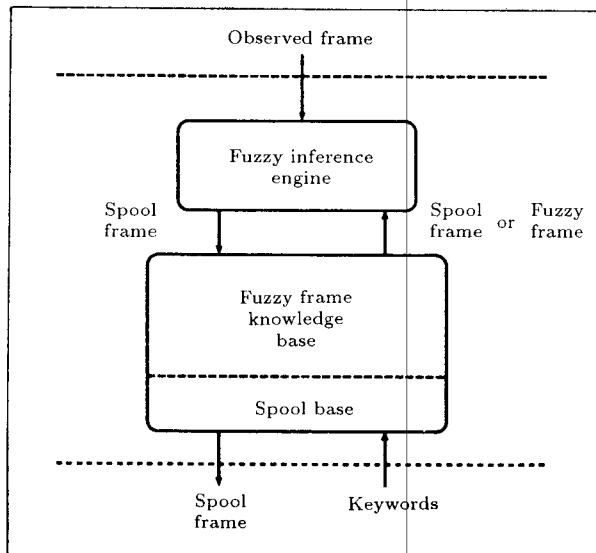 Observed frame
Fuzzy inference
engine
Spool
frame
Spool or Fuzzy
frame frame
Fuzzy frame
knowledge
base
Spool base
Spool
frame
Keywords